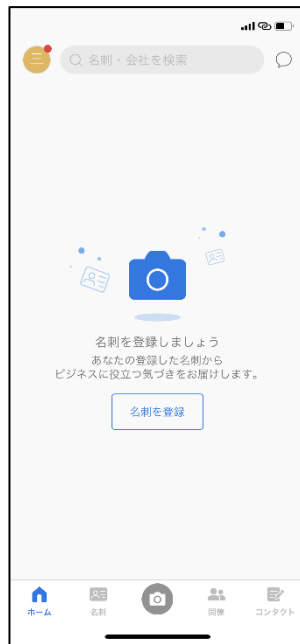 三
名刺・会社を検索
名刺を登録しましょう
あなたの登録した名刺から
ビジネスに役立つ気づきをお届けします。
名刺を登録
ホーム
名刺
同僚
コンタクト